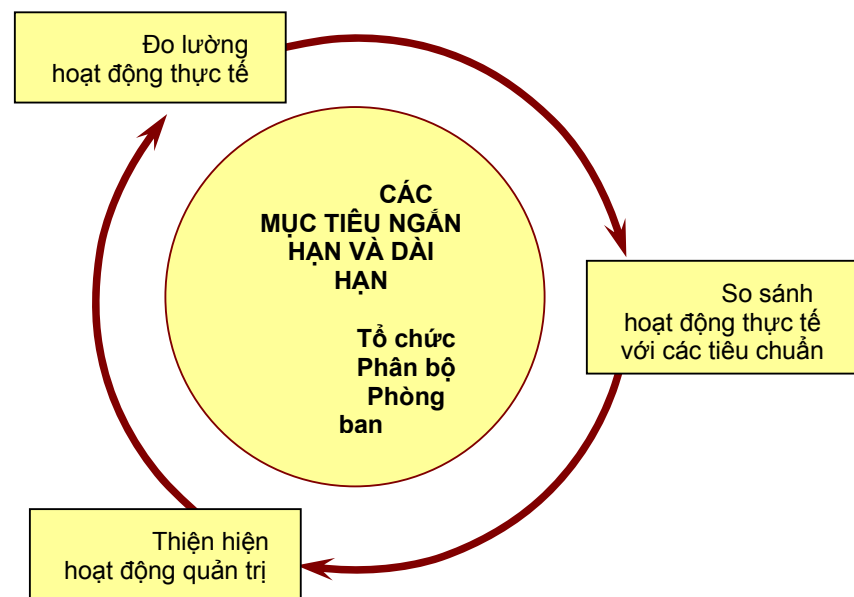 Đo lường
hoạt động thực tế
CÁC
MỤC TIÊU NGẮN
HẠN VÀ DÀI
HẠN
Tổ chức
Phân bộ
Phòng
ban
So sánh
hoạt động thực tế
với các tiêu chuẩn
Thiện hiện
hoạt động quản trị